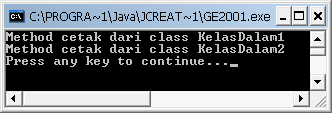 C:\PROGRA~1\Java\JCREAT~1\GE2001.exe
Method cetak dari class KelasDalam1
Method cetak dari class KelasDalam2
Press any key to continue..._